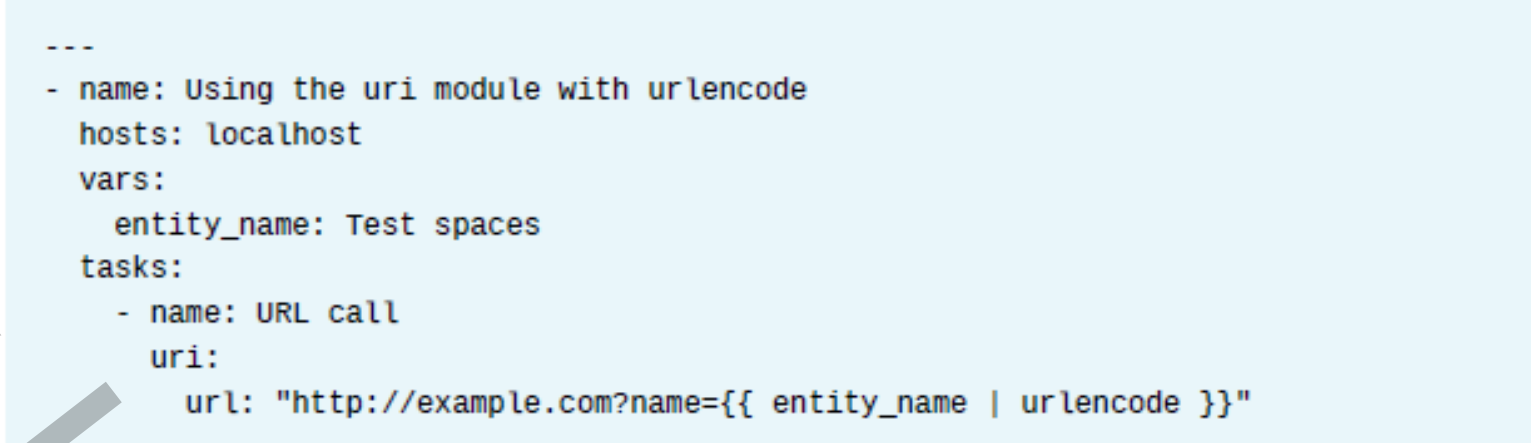 ---
- name: Using the uri module with urlencode
  hosts: localhost
  vars:
    entity_name: Test spaces
  tasks:
    - name: URL call
      uri:
        url: "http://example.com?name={{ entity_name | urlencode }}"